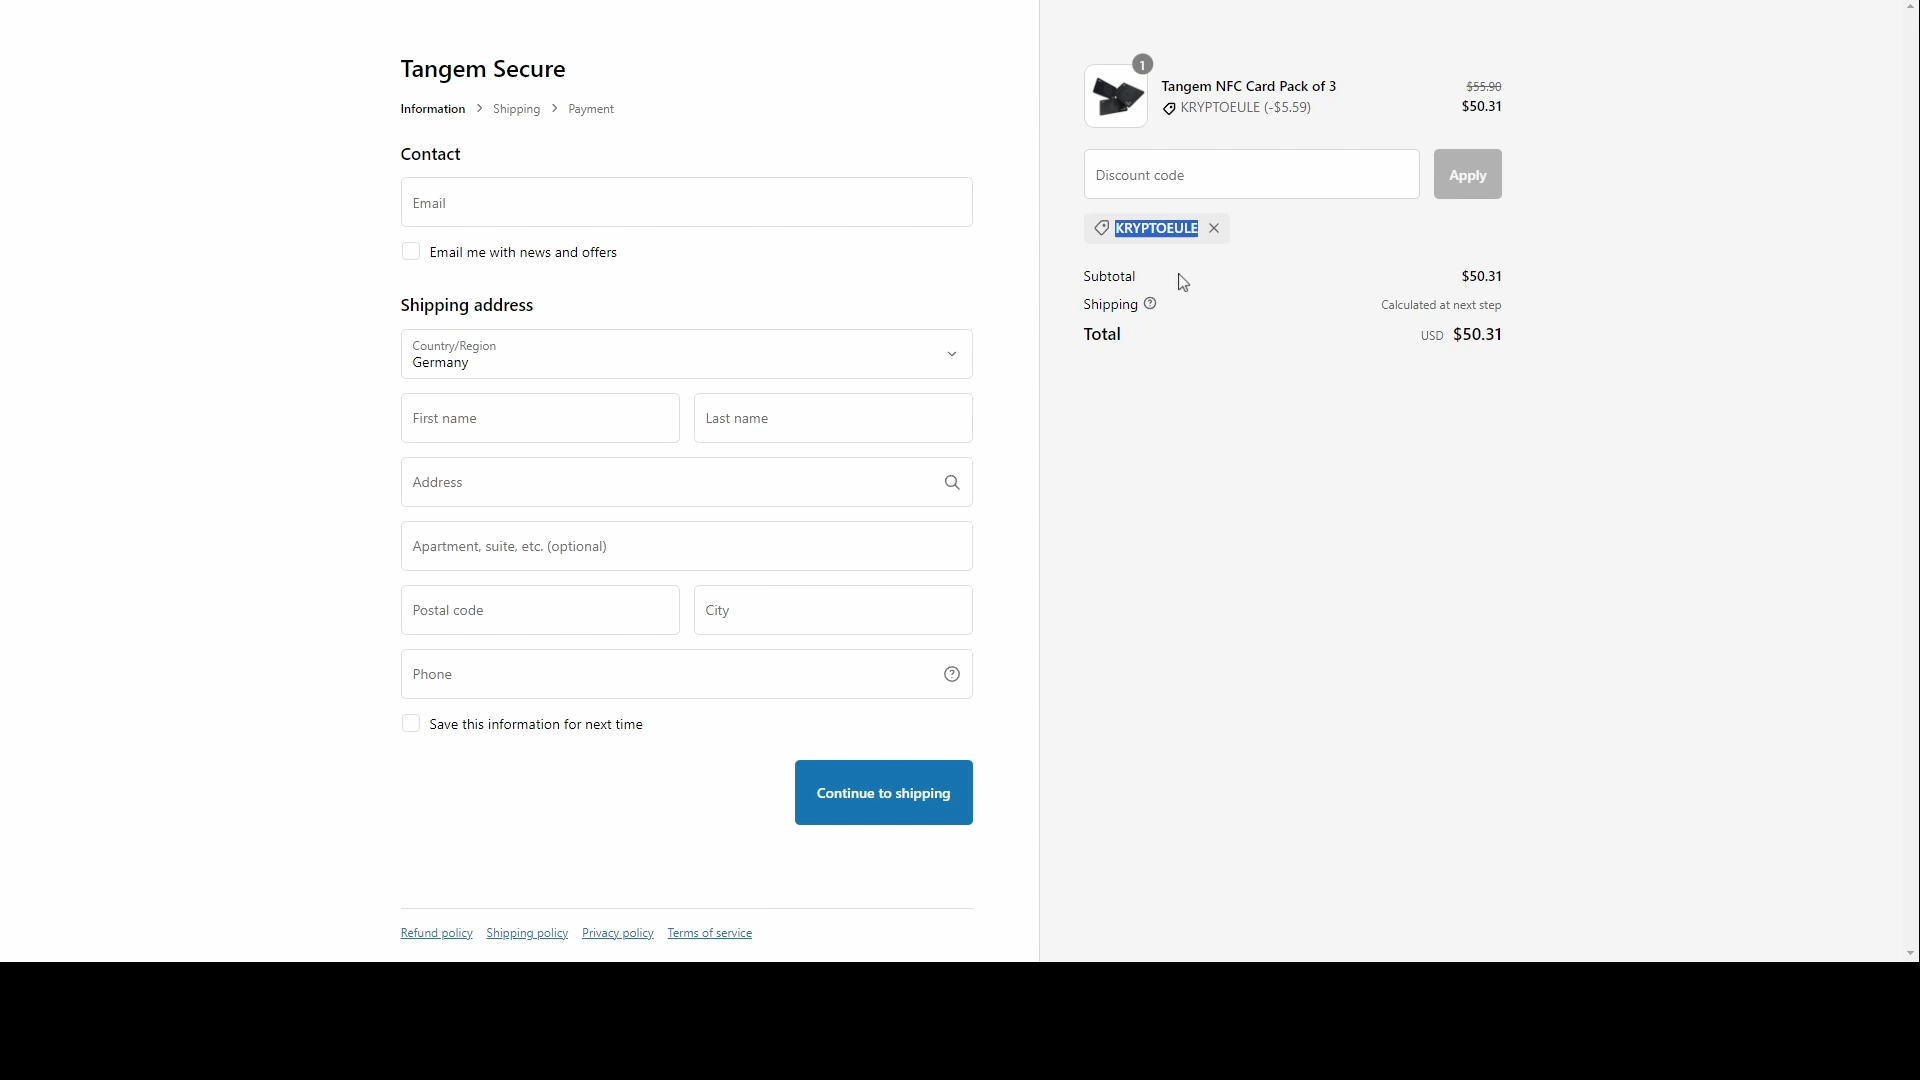 Tangem Secure
Information > Shipping > Payment
Contact
Email
Email me with news and offers
Shipping address
Country/Region
Germany
First name
Last name
Address
Apartment, suite, etc. (optional)
Postal code
City
Phone
Save this information for next time
Continue to shipping
Refund policy Shipping policy Privacy policy Terms of service
1
Tangem NFC Card Pack of 3 $55.90
KRYPTOEULE (-$5.59) $50.31
Discount code Apply
KRYPTOEULE
Subtotal $50.31
Shipping Calculated at next step
Total USD $50.31